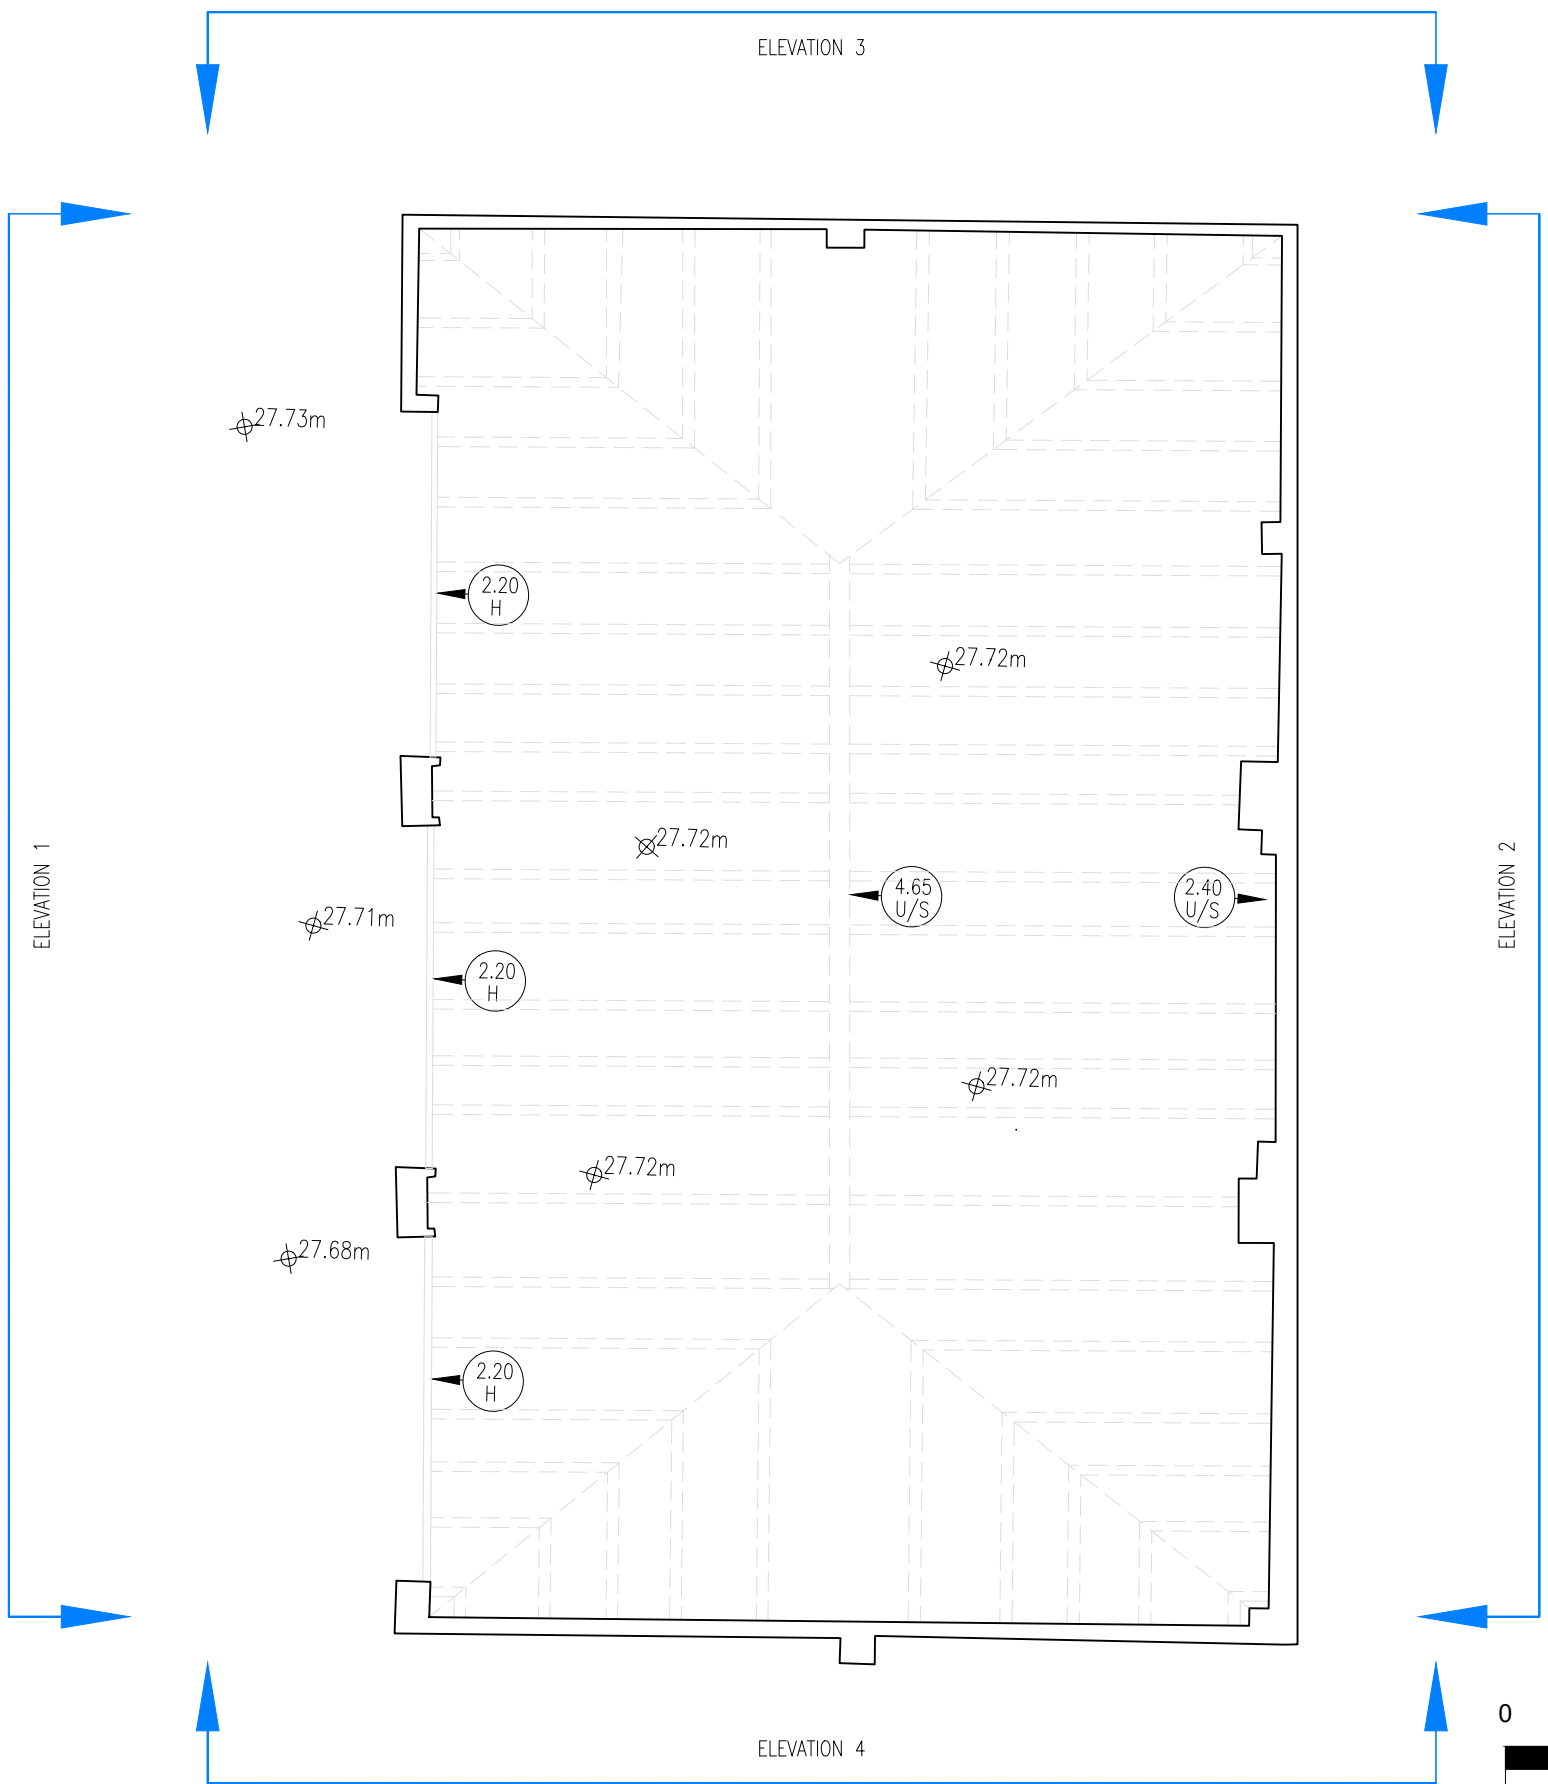 ELEVATION 3
27.73m
2.20
H
27.72m
27.72m
ELEVATION 1
ELEVATION 2
4.65
U/S
2.40
U/S
27.71m
2.20
H
27.72m
27.72m
27.68m
2.20
H
0
ELEVATION 4